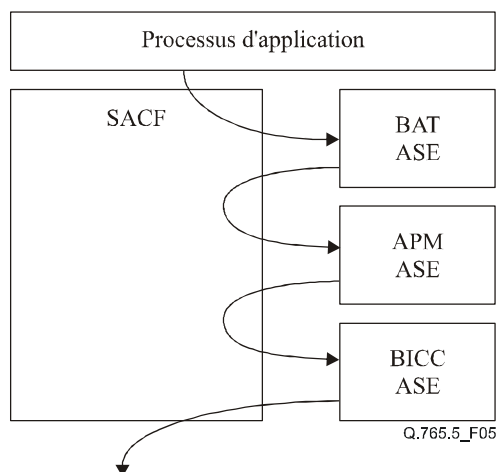 Processus d'application
SACF
BAT
ASE
APM
ASE
BICC
ASE
Q.765.5_F05